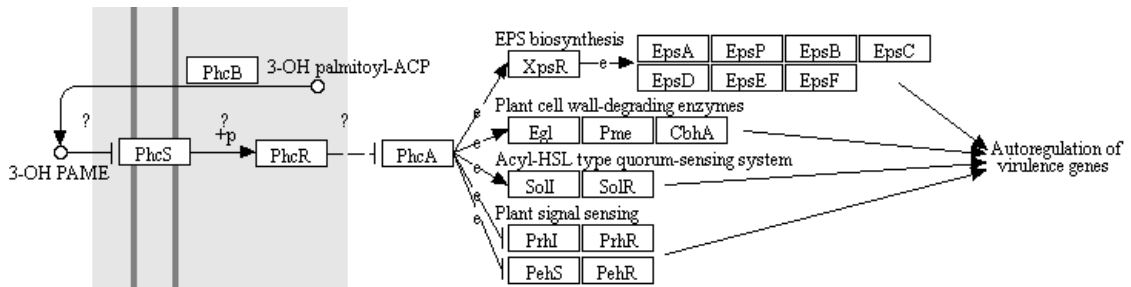 EPS biosynthesis
EpsA EpsP EpsB EpsC
PhcB 3-OH palmitoyl-ACP
XpsR e
EpsD EpsE EpsF
e
Plant cell wall-degrading enzymes
? ? ?
+p
Egl Pme CbhA
e
PhcS PhcR PhcA
Autoregulation of
virulence genes
3-OH PAME
Acyl-HSL type quorum-sensing system
e
SolI SolR
e
Plant signal sensing
e
PrhI PrhR
PehS PehR